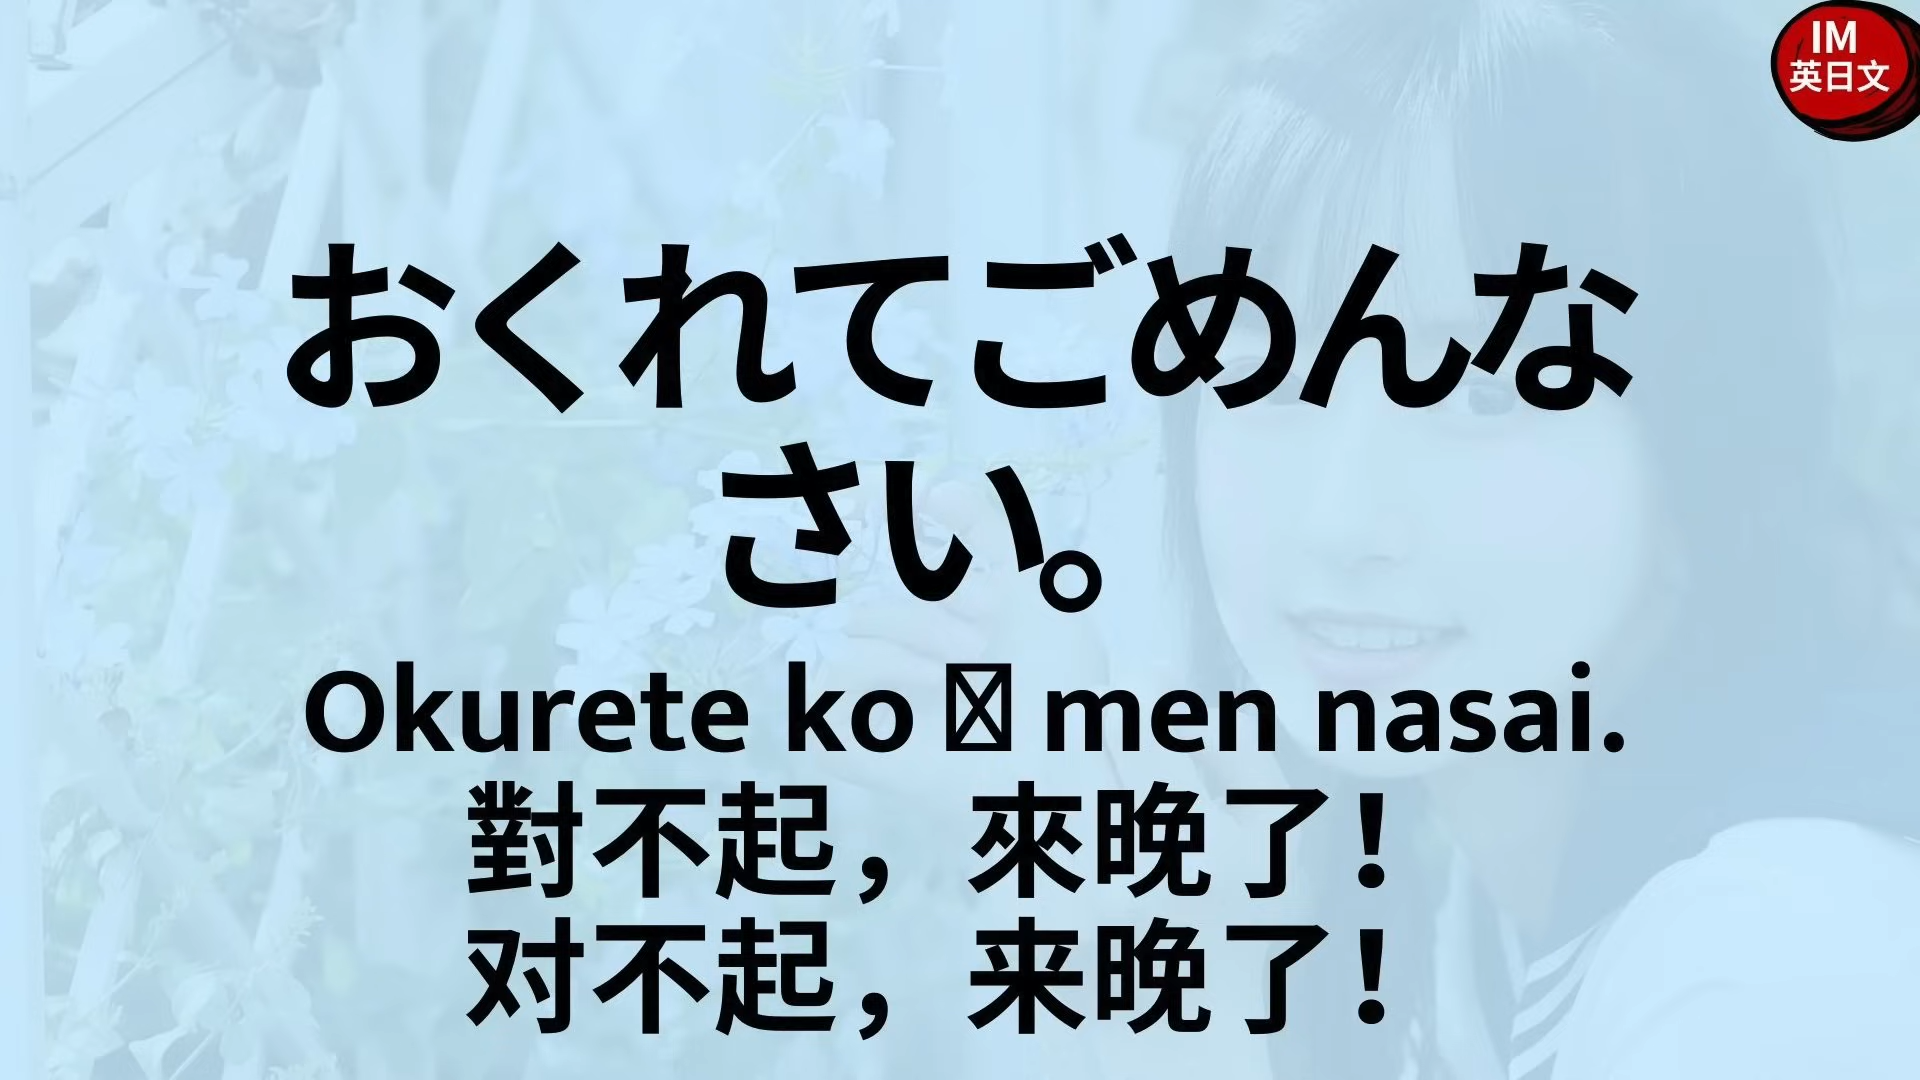 IM
英日文
おくれてごめんな
さい。
Okurete ko ☒ men nasai.
對不起，來晚了！
对不起，来晚了！